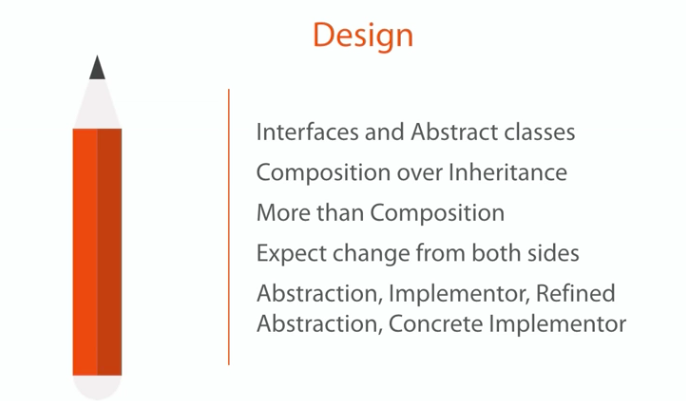 Design
Interfaces and Abstract classes
Composition over Inheritance
More than Composition
Expect change from both sides
Abstraction, Implementor, Refined
Abstraction, Concrete Implementor